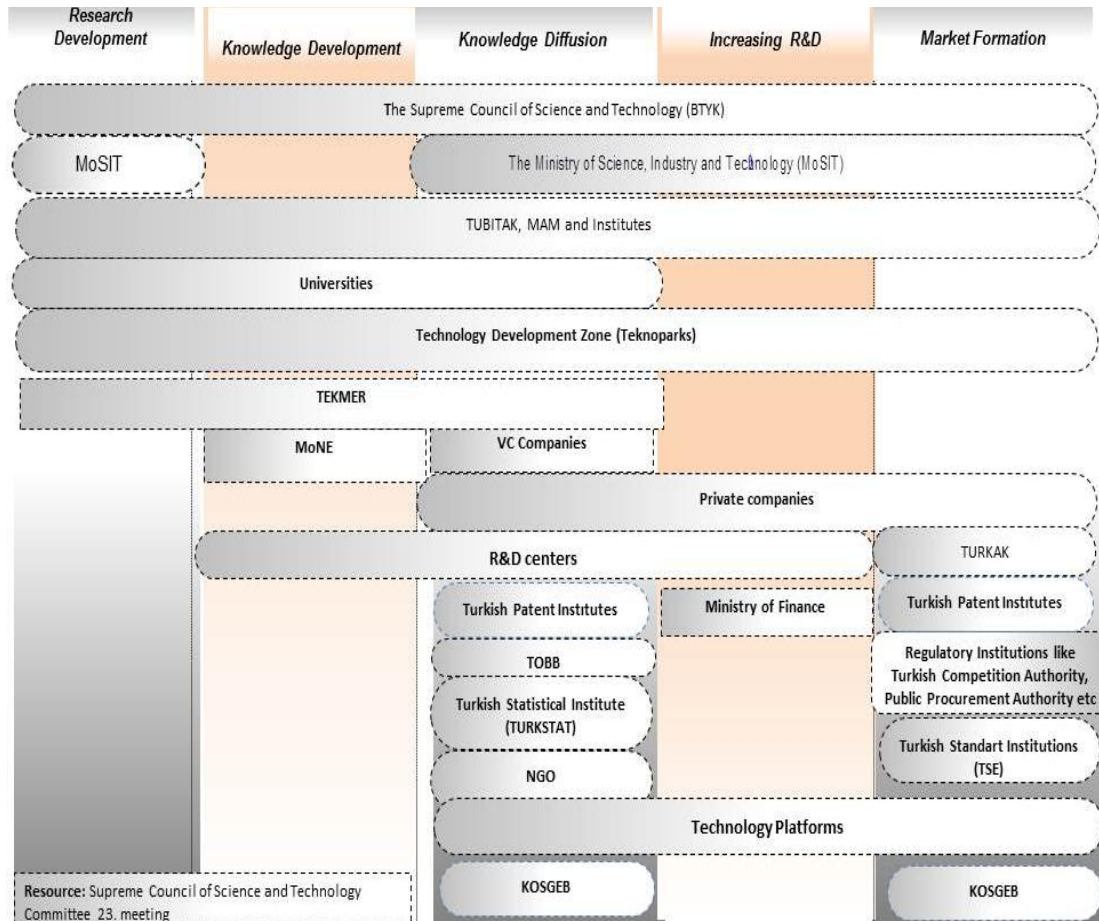 Research
Development
Knowledge Development
Knowledge Diffusion
Increasing R&D
Market Formation
The Supreme Council of Science and Technology (BTYK)
MoSIT
The Ministry of Science, Industry and Technology (MoSIT)
TUBITAK, MAM and Institutes
Universities
Technology Development Zone (Teknoparks)
TEKMER
MoNE
VC Companies
Private companies
R&D centers
TURKAK
Turkish Patent Institutes
Ministry of Finance
Turkish Patent Institutes
TOBB
Regulatory Institutions like
Turkish Competition Authority,
Public Procurement Authority etc
Turkish Statistical Institute
(TURKSTAT)
Turkish Standart Institutions
(TSE)
NGO
Technology Platforms
KOSGEB
KOSGEB
Resource: Supreme Council of Science and Technology
Committee 23. meeting